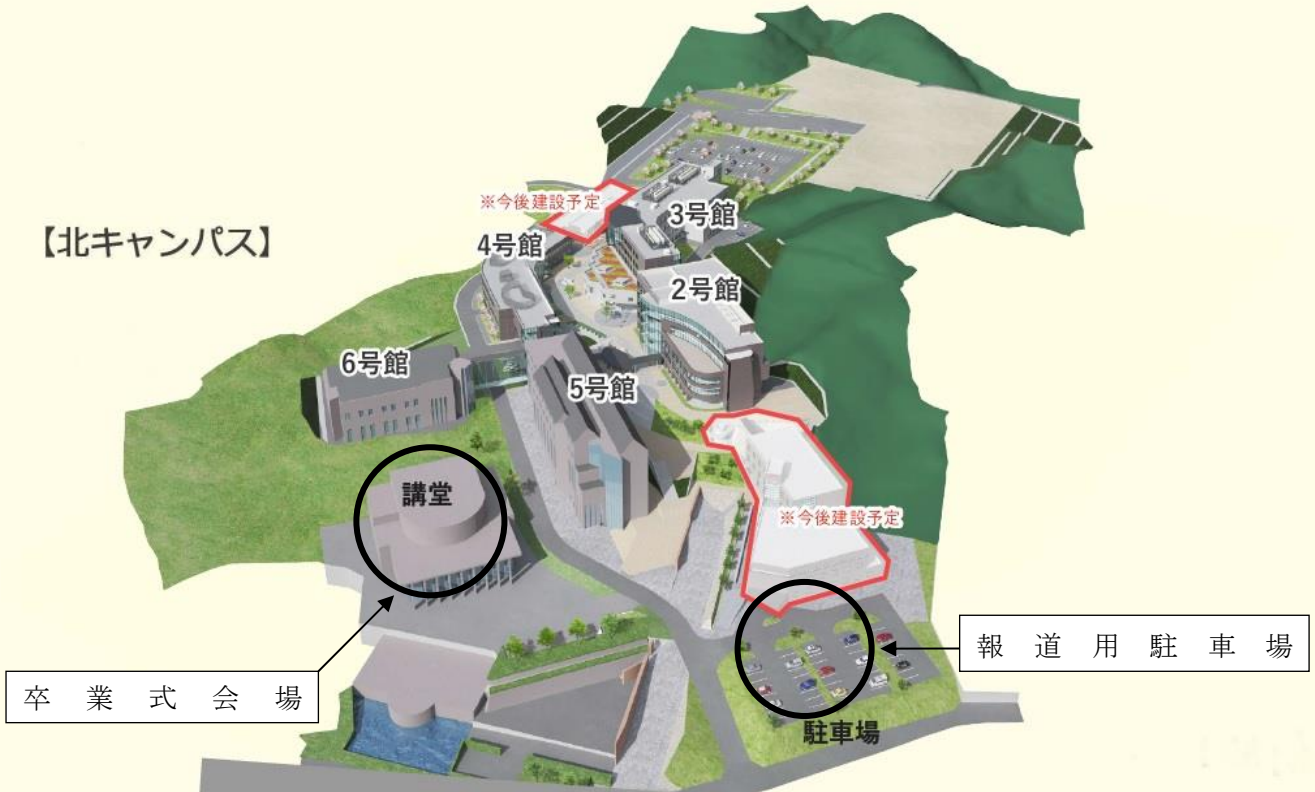 ※今後建設予定
3号館
【北キャンパス】
4号館
2号館
6号館
5号館
講堂
※今後建設予定
報道用駐車場
卒業式会場
駐車場